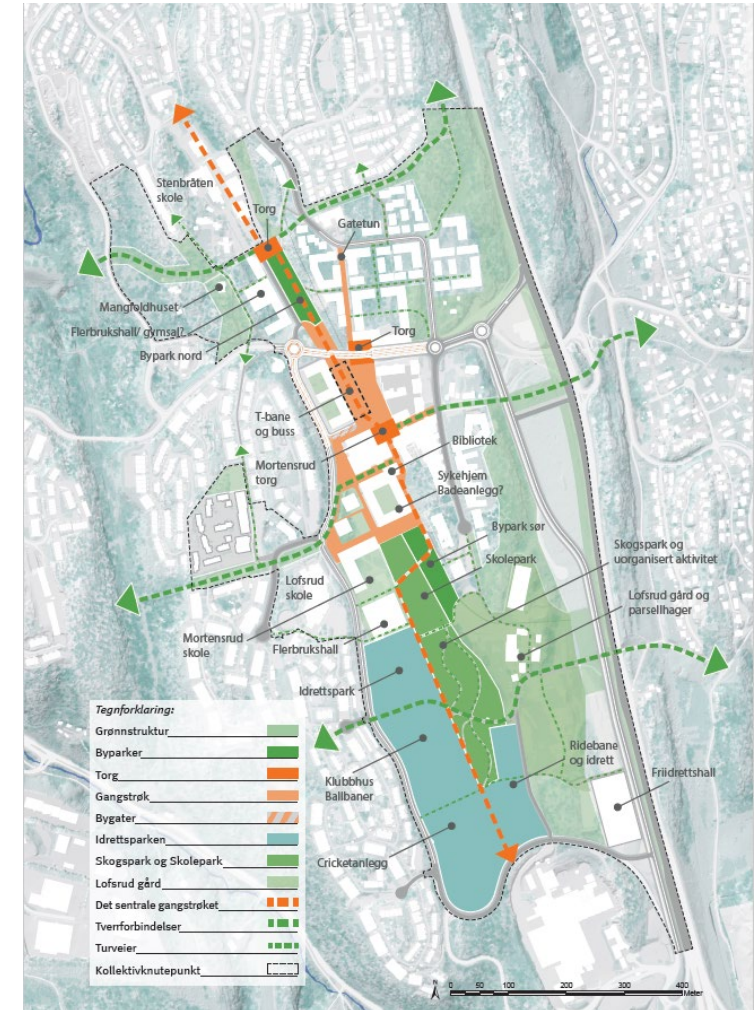 Stenbråten
skole
Torg
Gatetun
Mangfoldhuset
Flerbrukshall/ gymsal?
Bypark nord
Torg
T-bane
og buss
Mortensrud
torg
Bibliotek
Sykehjem
Badeanlegg?
Bypark sør
Skolepark
Skogspark og
uorganisert aktivitet
Lofsrud
skole
Lofsrud gård og
parsellhager
Mortensrud
skole
Flerbrukshall
Idrettspark
Ridebane
og idrett
Friidrettshall
Klubbhus
Ballbaner
Cricketanlegg
Tegnforklaring:
Grønnstruktur
Byparker
Torg
Gangstrøk
Bygater
Idrettsparken
Skogspark og Skolepark
Lofsrud gård
Det sentrale gangstrøket
Tverrforbindelser
Turveier
Kollektivknutepunkt
N
0 50 100 200 300 400
Meter